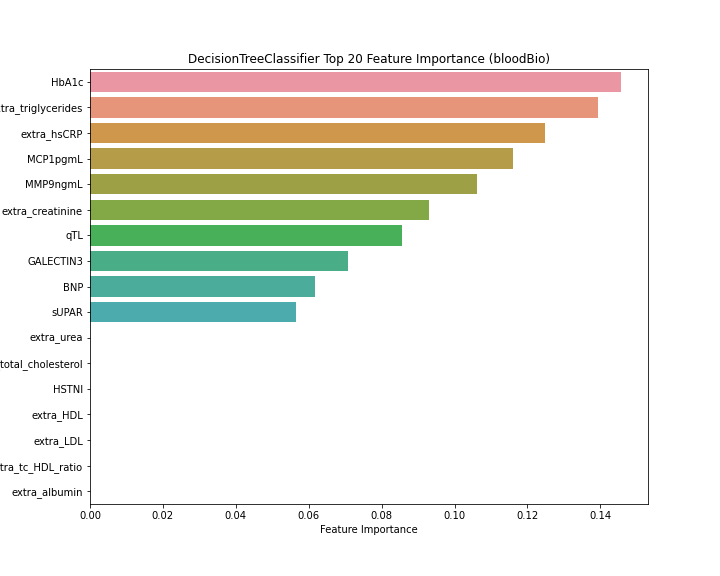 DecisionTreeClassifier Top 20 Feature Importance (bloodBio)
HbA1c
tra_triglycerides
extra_hsCRP
MCP1pgmL
MMP9ngmL
extra_creatinine
qTL
GALECTIN3
BNP
sUPAR
extra_urea
total_cholesterol
HSTNI
extra_HDL
extra_LDL
tra_tc_HDL_ratio
extra_albumin
0.00 0.02 0.04 0.06 0.08 0.10 0.12 0.14
Feature Importance